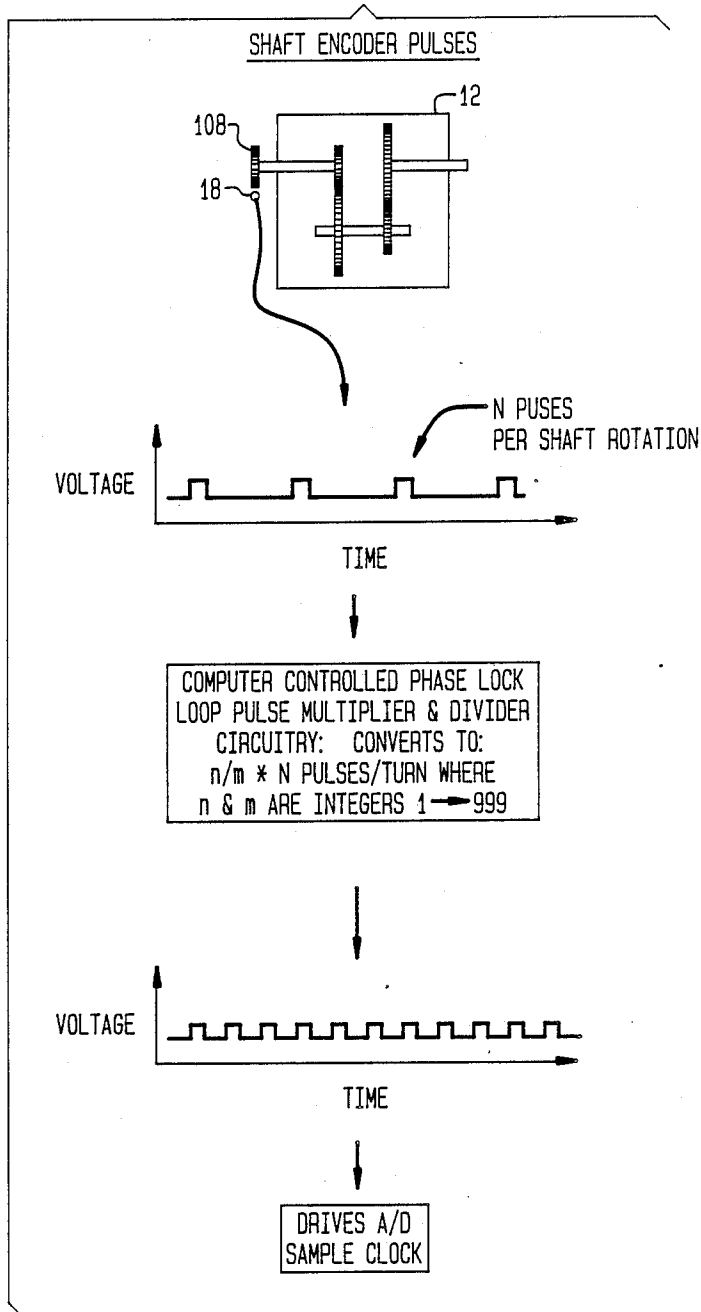 SHAFT ENCODER PULSES
12
108
18
N PUSES
PER SHAFT ROTATION
VOLTAGE
TIME
COMPUTER CONTROLLED PHASE LOCK
LOOP PULSE MULTIPLIER & DIVIDER
CIRCUITRY: CONVERTS TO:
n/m * N PULSES/TURN WHERE
n & m ARE INTEGERS 1→999
VOLTAGE
TIME
DRIVES A/D
SAMPLE CLOCK